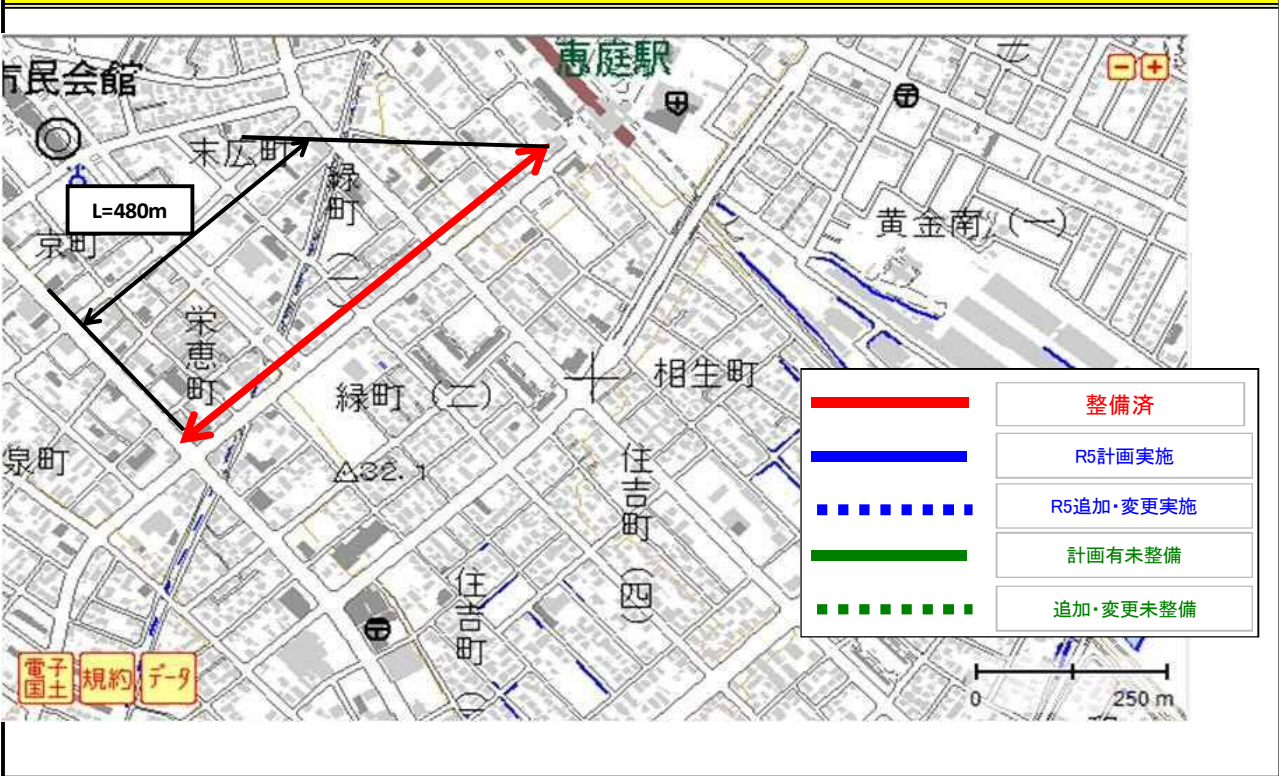 恵庭駅
市民会館
末広町
緑町
(一)
L=480m
京町
黄金南(一)
栄恵町
緑町(二)
相生町
泉町
32.1
住吉町
(四)
住吉町
整備済
R5計画実施
R5追加・変更実施
計画有未整備
追加・変更未整備
電子国土
規約
データ
0
250 m